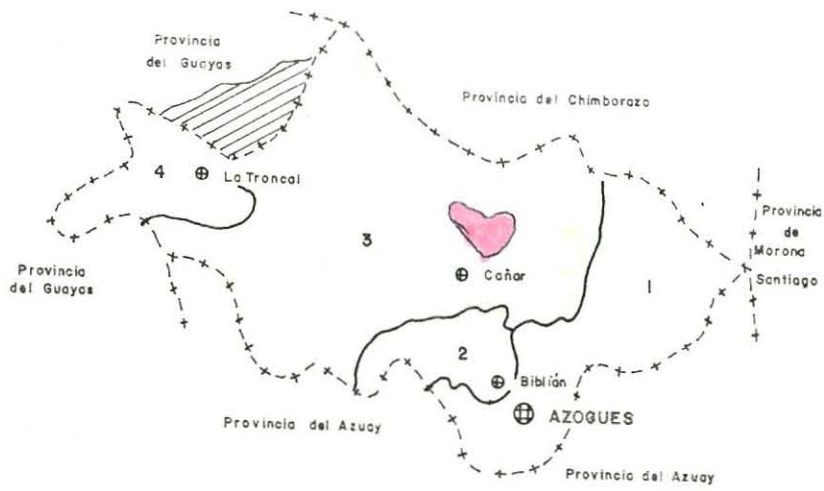 Provincia
del Guayas
Provincia del Chimborazo
4
La Troncal
Provincia
de
Morona
Santiago
3
Cañar
1
Provincia
del Guayas
2
Biblián
AZOGUES
Provincia del Azuay
Provincia del Azuay